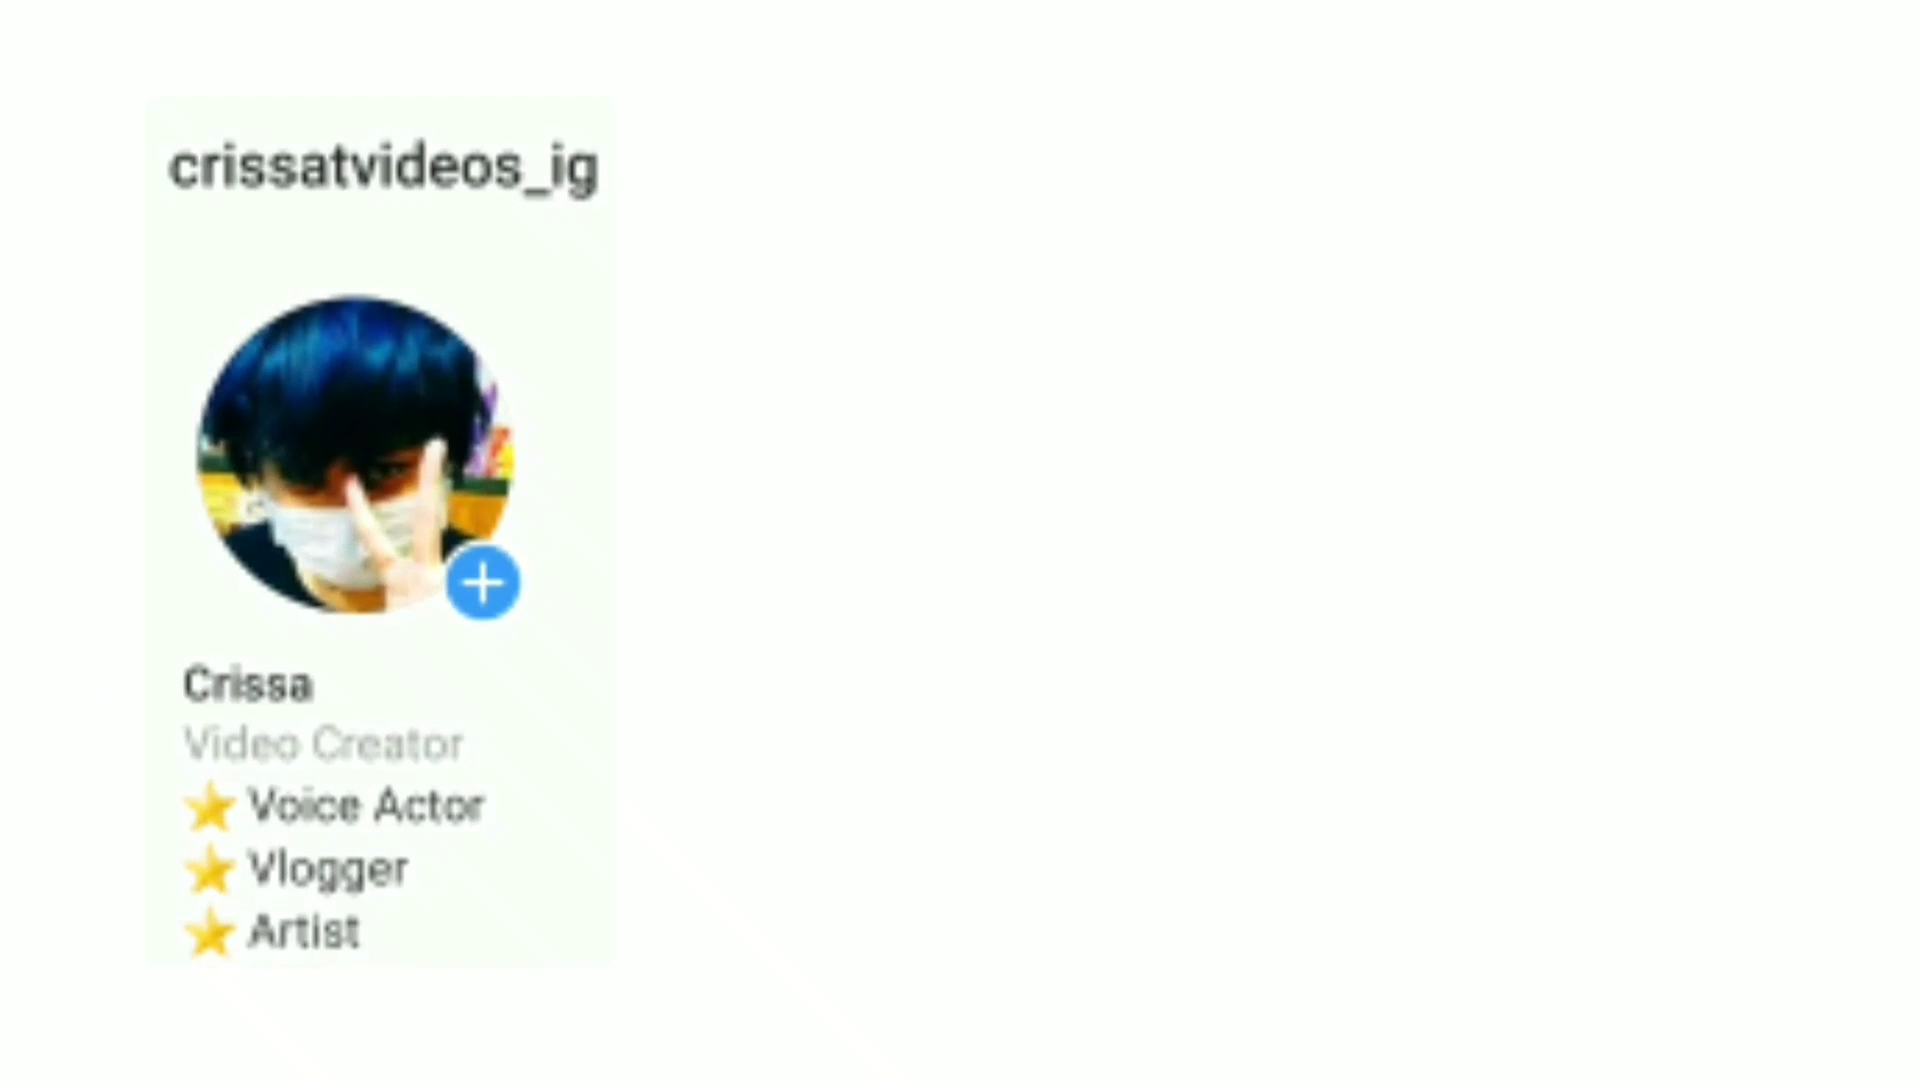 crissatvideos_ig
Crissa
Video Creator
⭐ Voice Actor
⭐ Vlogger
⭐ Artist